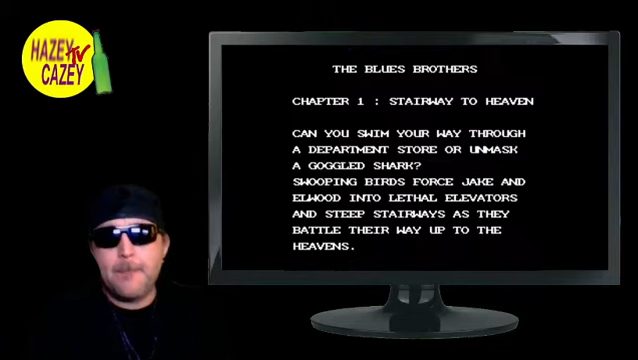 HAZEY
TV
CAZEY
THE BLUES BROTHERS
CHAPTER 1 : STAIRWAY TO HEAVEN
CAN YOU SWIM YOUR WAY THROUGH
A DEPARTMENT STORE OR UNMASK
A GOGGLED SHARK?
SWOOPING BIRDS FORCE JAKE AND
ELWOOD INTO LETHAL ELEVATORS
AND STEEP STAIRWAYS AS THEY
BATTLE THEIR WAY UP TO THE
HEAVENS.